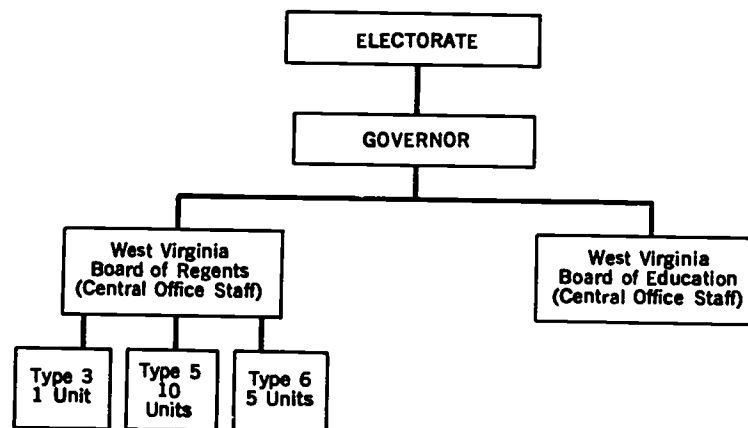 ELECTORATE
GOVERNOR
West Virginia
Board of Regents
(Central Office Staff)
West Virginia
Board of Education
(Central Office Staff)
Type 3
1 Unit
Type 5
10
Units
Type 6
5 Units